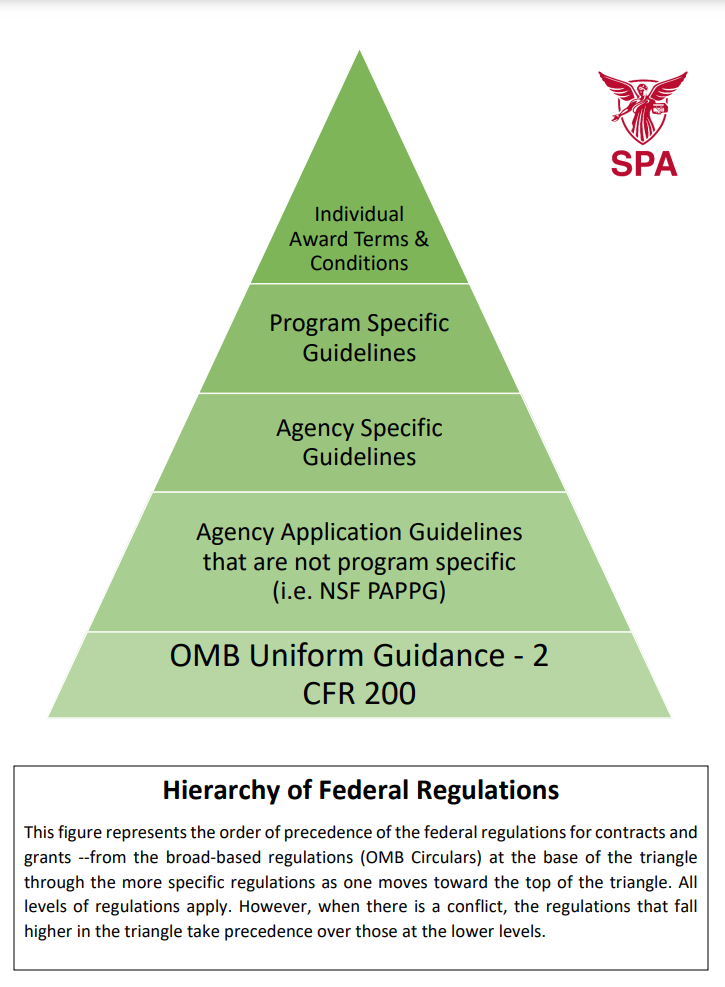 SPA
Individual
Award Terms &
Conditions
Program Specific
Guidelines
Agency Specific
Guidelines
Agency Application Guidelines
that are not program specific
(i.e. NSF PAPPG)
OMB Uniform Guidance - 2
CFR 200
Hierarchy of Federal Regulations
This figure represents the order of precedence of the federal regulations for contracts and
grants --from the broad-based regulations (OMB Circulars) at the base of the triangle
through the more specific regulations as one moves toward the top of the triangle. All
levels of regulations apply. However, when there is a conflict, the regulations that fall
higher in the triangle take precedence over those at the lower levels.